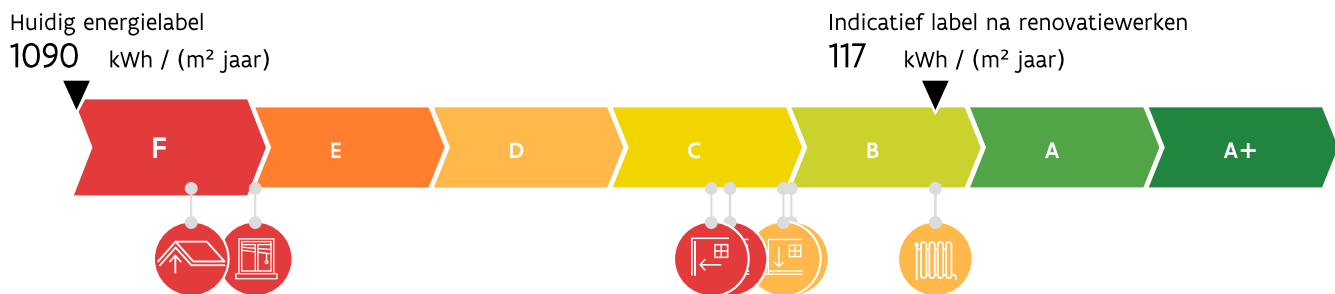 Huidig energielabel
1090 kWh / (m² jaar)
Indicatief label na renovatiewerken
117 kWh / (m² jaar)
F E D C B A A+